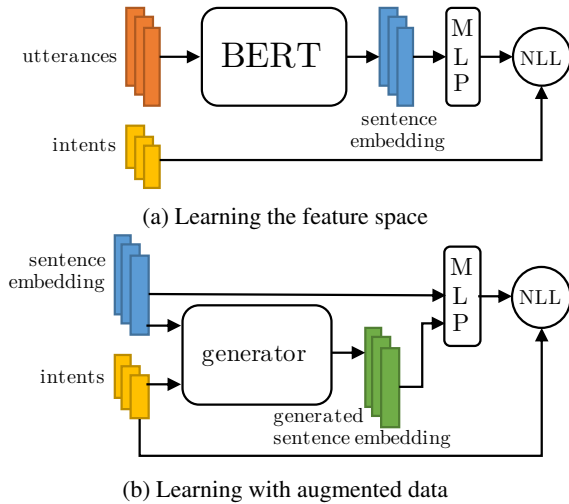 utterances
BERT
M
L
P
NLL
sentence
embedding
intents
(a) Learning the feature space
sentence
embedding
M
L
P
NLL
generator
intents
generated
sentence embedding
(b) Learning with augmented data